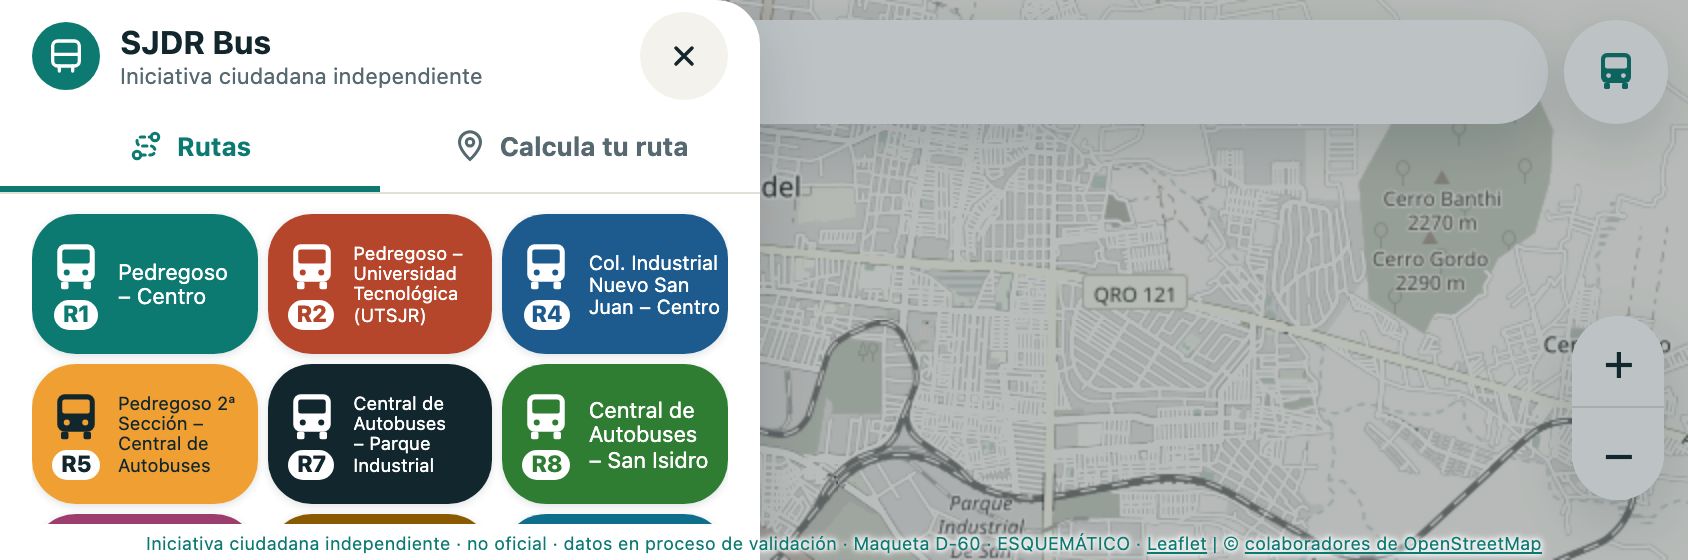 SJDR Bus
Iniciativa ciudadana independiente
Rutas
Calcula tu ruta
R1
Pedregoso
– Centro
R2
Pedregoso –
Universidad
Tecnológica
(UTSJR)
R4
Col. Industrial
Nuevo San
Juan – Centro
R5
Pedregoso 2ª
Sección –
Central de
Autobuses
R7
Central de
Autobuses
– Parque
Industrial
R8
Central de
Autobuses
– San Isidro
del
Cerro Banthi
2270 m
Cerro Gordo
2290 m
QRO 121
+
−
Parque
Industrial
Iniciativa ciudadana independiente · no oficial · datos en proceso de validación · Maqueta D-60 · ESQUEMÁTICO · Leaflet | © colaboradores de OpenStreetMap